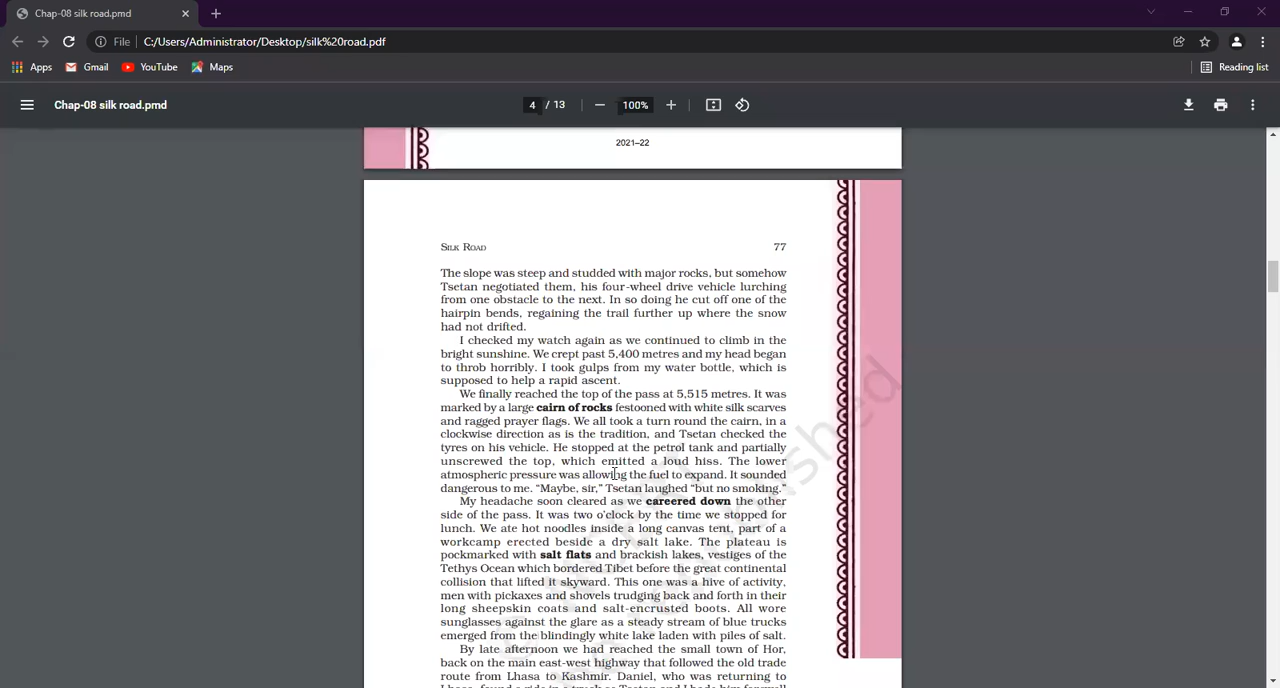 Chap-08 silk road.pmd
File C:/Users/Administrator/Desktop/silk%20road.pdf
Apps Gmail YouTube Maps Reading list
Chap-08 silk road.pmd 4 / 13 100%
2021–22
SILK ROAD 77
The slope was steep and studded with major rocks, but somehow
Tsetan negotiated them, his four-wheel drive vehicle lurching
from one obstacle to the next. In so doing he cut off one of the
hairpin bends, regaining the trail further up where the snow
had not drifted.
I checked my watch again as we continued to climb in the
bright sunshine. We crept past 5,400 metres and my head began
to throb horribly. I took gulps from my water bottle, which is
supposed to help a rapid ascent.
We finally reached the top of the pass at 5,515 metres. It was
marked by a large cairn of rocks festooned with white silk scarves
and ragged prayer flags. We all took a turn round the cairn, in a
clockwise direction as is the tradition, and Tsetan checked the
tyres on his vehicle. He stopped at the petrol tank and partially
unscrewed the top, which emitted a loud hiss. The lower
atmospheric pressure was allowing the fuel to expand. It sounded
dangerous to me. “Maybe, sir,” Tsetan laughed “but no smoking.”
My headache soon cleared as we careered down the other
side of the pass. It was two o’clock by the time we stopped for
lunch. We ate hot noodles inside a long canvas tent, part of a
workcamp erected beside a dry salt lake. The plateau is
pockmarked with salt flats and brackish lakes, vestiges of the
Tethys Ocean which bordered Tibet before the great continental
collision that lifted it skyward. This one was a hive of activity,
men with pickaxes and shovels trudging back and forth in their
long sheepskin coats and salt-encrusted boots. All wore
sunglasses against the glare as a steady stream of blue trucks
emerged from the blindingly white lake laden with piles of salt.
By late afternoon we had reached the small town of Hor,
back on the main east-west highway that followed the old trade
route from Lhasa to Kashmir. Daniel, who was returning to
Lhasa, found a ride in a truck so Tsetan and I bade him farewell